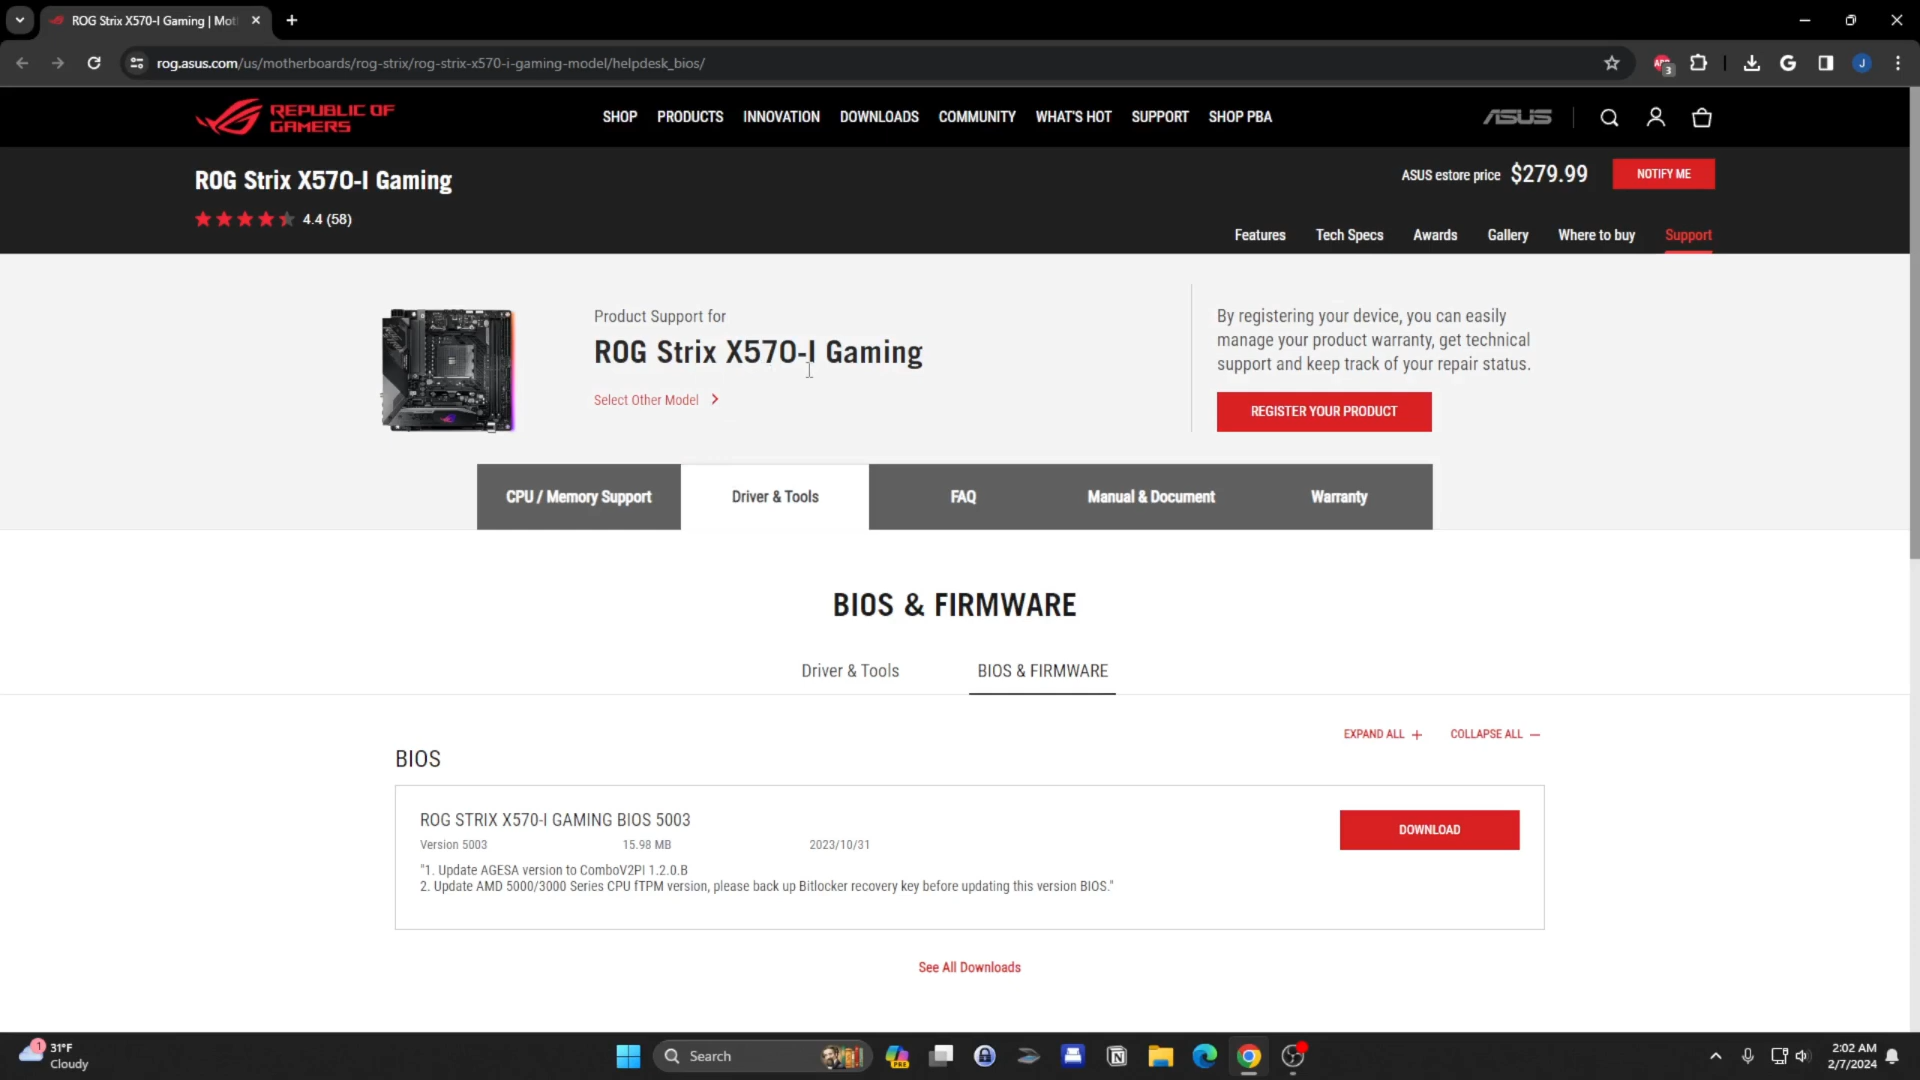 ROG Strix X570-I Gaming | Mot
rog.asus.com/us/motherboards/rog-strix/rog-strix-x570-i-gaming-model/helpdesk_bios/
3
J
REPUBLIC OF
GAMERS
SHOP PRODUCTS INNOVATION DOWNLOADS COMMUNITY WHAT'S HOT SUPPORT SHOP PBA
ASUS
ROG Strix X570-I Gaming
ASUS estore price $279.99 NOTIFY ME
4.4 (58)
Features Tech Specs Awards Gallery Where to buy Support
Product Support for
ROG Strix X570-I Gaming
Select Other Model
By registering your device, you can easily
manage your product warranty, get technical
support and keep track of your repair status.
REGISTER YOUR PRODUCT
CPU / Memory Support Driver & Tools FAQ Manual & Document Warranty
BIOS & FIRMWARE
Driver & Tools BIOS & FIRMWARE
EXPAND ALL + COLLAPSE ALL −
BIOS
ROG STRIX X570-I GAMING BIOS 5003
Version 5003 15.98 MB 2023/10/31
DOWNLOAD
"1. Update AGESA version to ComboV2PI 1.2.0.B
2. Update AMD 5000/3000 Series CPU fTPM version, please back up Bitlocker recovery key before updating this version BIOS."
See All Downloads
1
31°F
Cloudy
Search
PRE
2:02 AM
2/7/2024